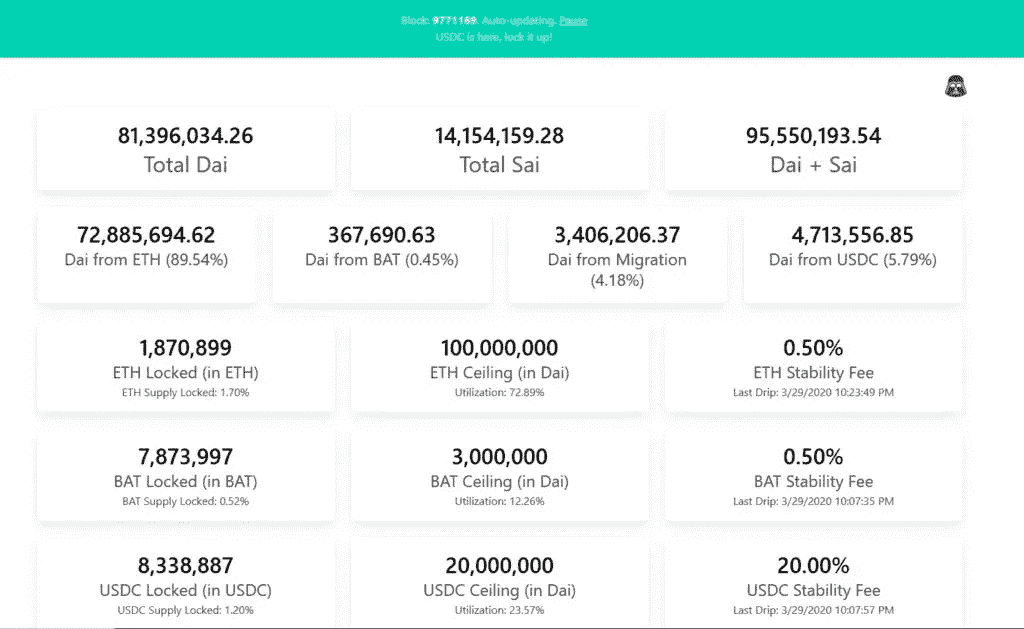 Block: 9771169. Auto-updating. Pause
USDC is here, lock it up!
81,396,034.26
Total Dai
14,154,159.28
Total Sai
95,550,193.54
Dai + Sai
72,885,694.62
Dai from ETH (89.54%)
367,690.63
Dai from BAT (0.45%)
3,406,206.37
Dai from Migration
(4.18%)
4,713,556.85
Dai from USDC (5.79%)
1,870,899
ETH Locked (in ETH)
ETH Supply Locked: 1.70%
100,000,000
ETH Ceiling (in Dai)
Utilization: 72.89%
0.50%
ETH Stability Fee
Last Drip: 3/29/2020 10:23:49 PM
7,873,997
BAT Locked (in BAT)
BAT Supply Locked: 0.52%
3,000,000
BAT Ceiling (in Dai)
Utilization: 12.26%
0.50%
BAT Stability Fee
Last Drip: 3/29/2020 10:07:35 PM
8,338,887
USDC Locked (in USDC)
USDC Supply Locked: 1.20%
20,000,000
USDC Ceiling (in Dai)
Utilization: 23.57%
20.00%
USDC Stability Fee
Last Drip: 3/29/2020 10:07:57 PM